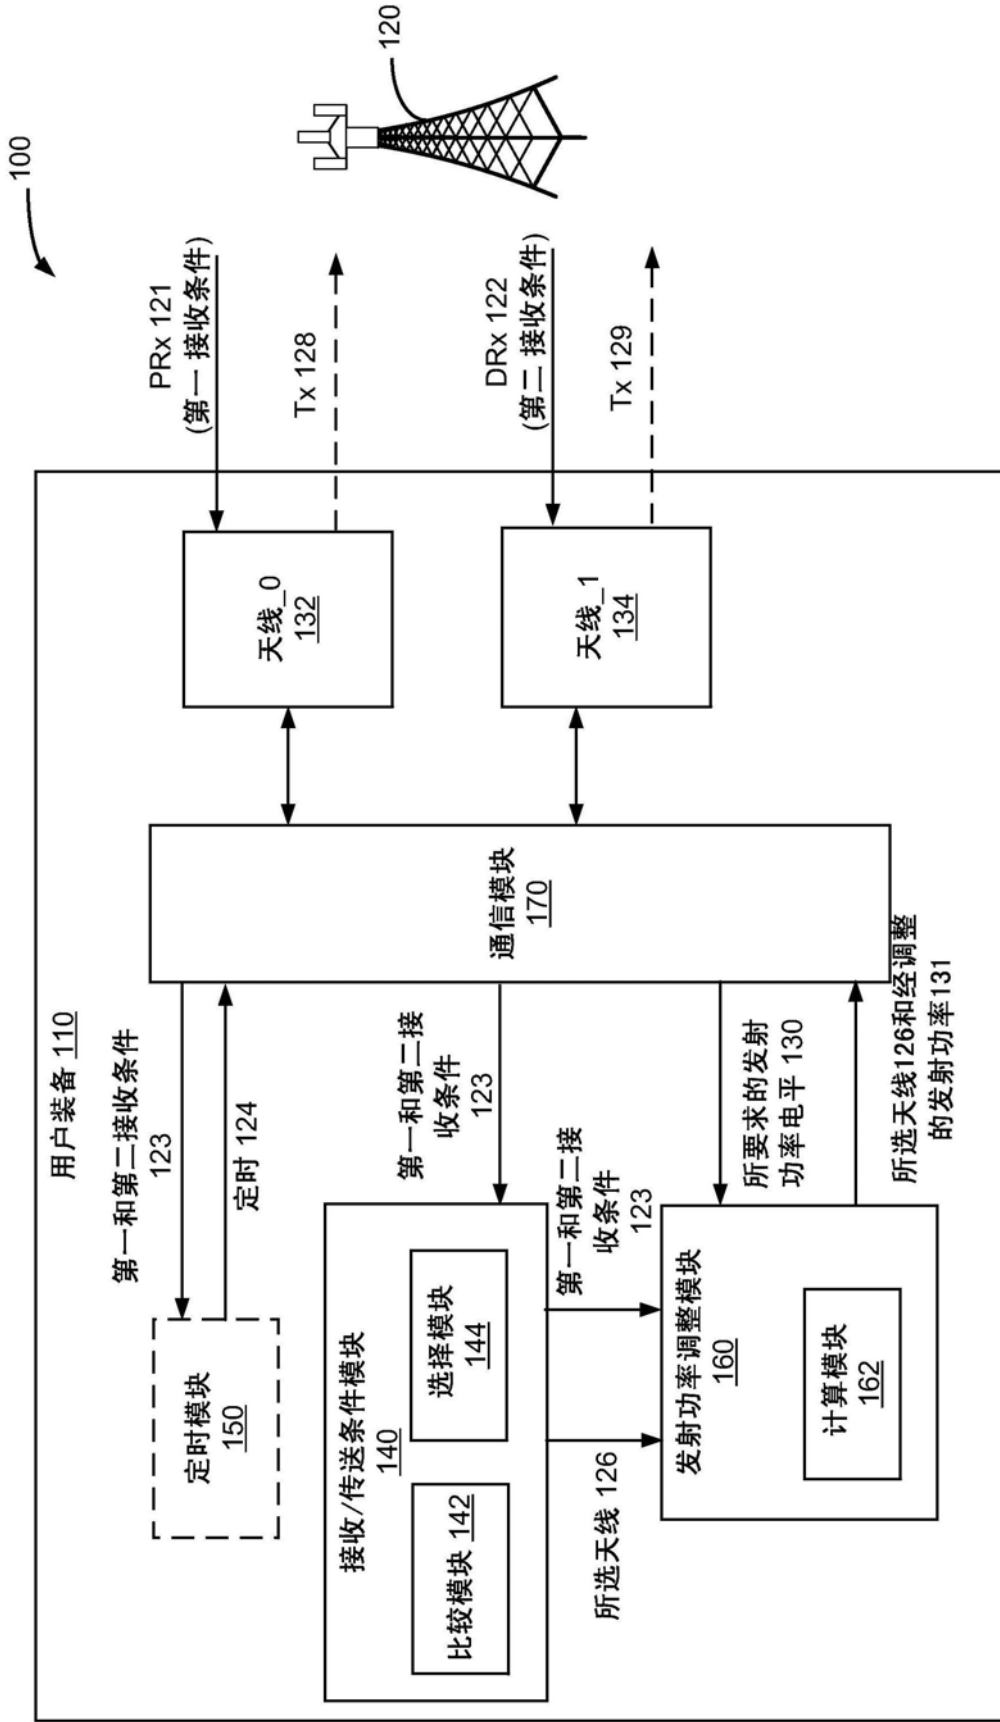 100
用户装备 110
120
PRx 121
(第一 接收条件)
Tx 128
DRx 122
(第二 接收条件)
Tx 129
天线_0
132
天线_1
134
通信模块
170
第一和第二接收条件
123
定时 124
定时模块
150
第一和第二接
收条件
123
接收/传送条件模块
140
比较模块 142
选择模块
144
第一和第二接
收条件
123
所选天线 126
所要求的发射
功率电平 130
发射功率调整模块
160
计算模块
162
所选天线126和经调整
的发射功率131